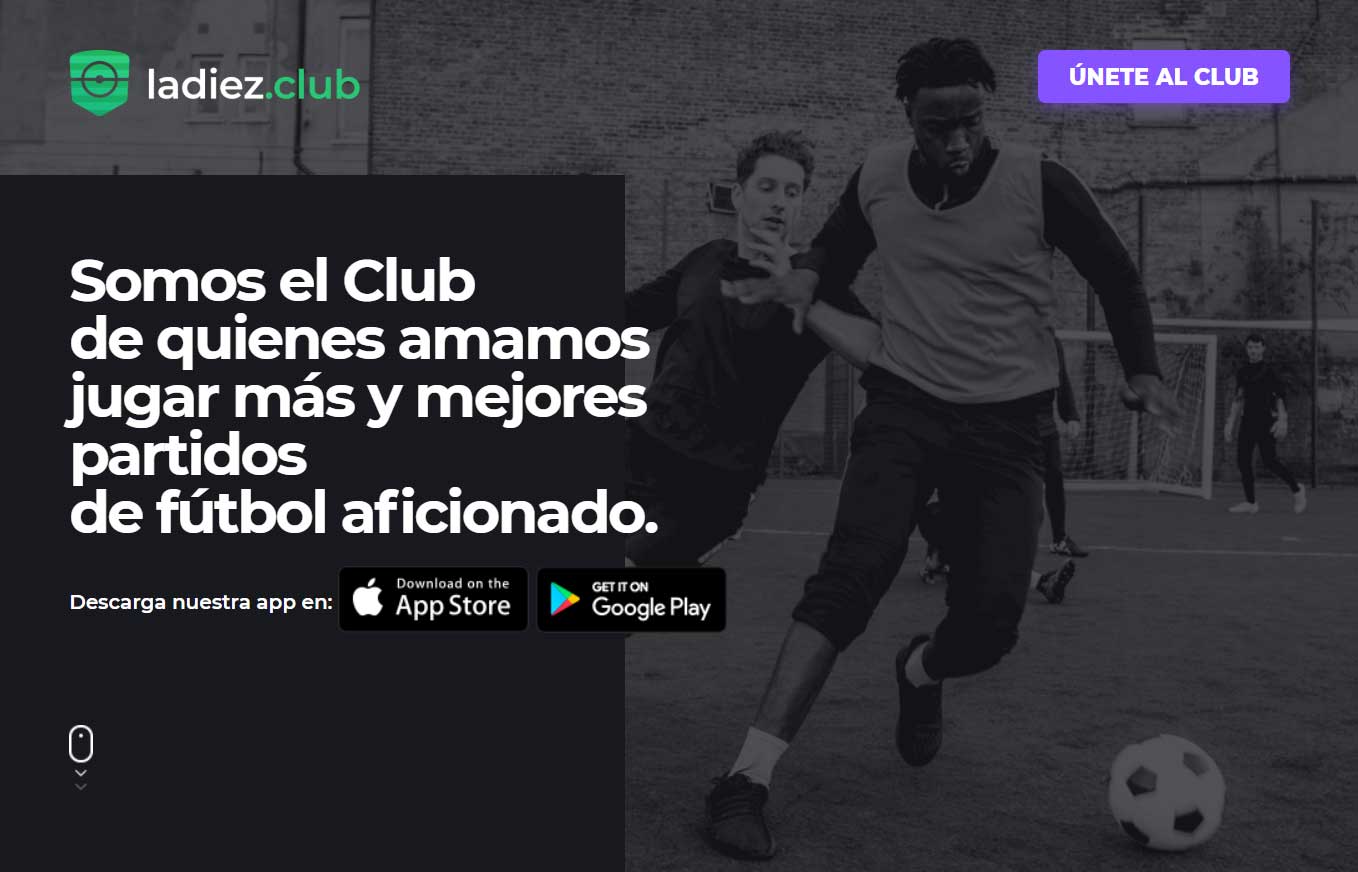 ladiez.club
ÚNETE AL CLUB
Somos el Club
de quienes amamos
jugar más y mejores
partidos
de fútbol aficionado.
Descarga nuestra app en:
Download on the
App Store
GET IT ON
Google Play